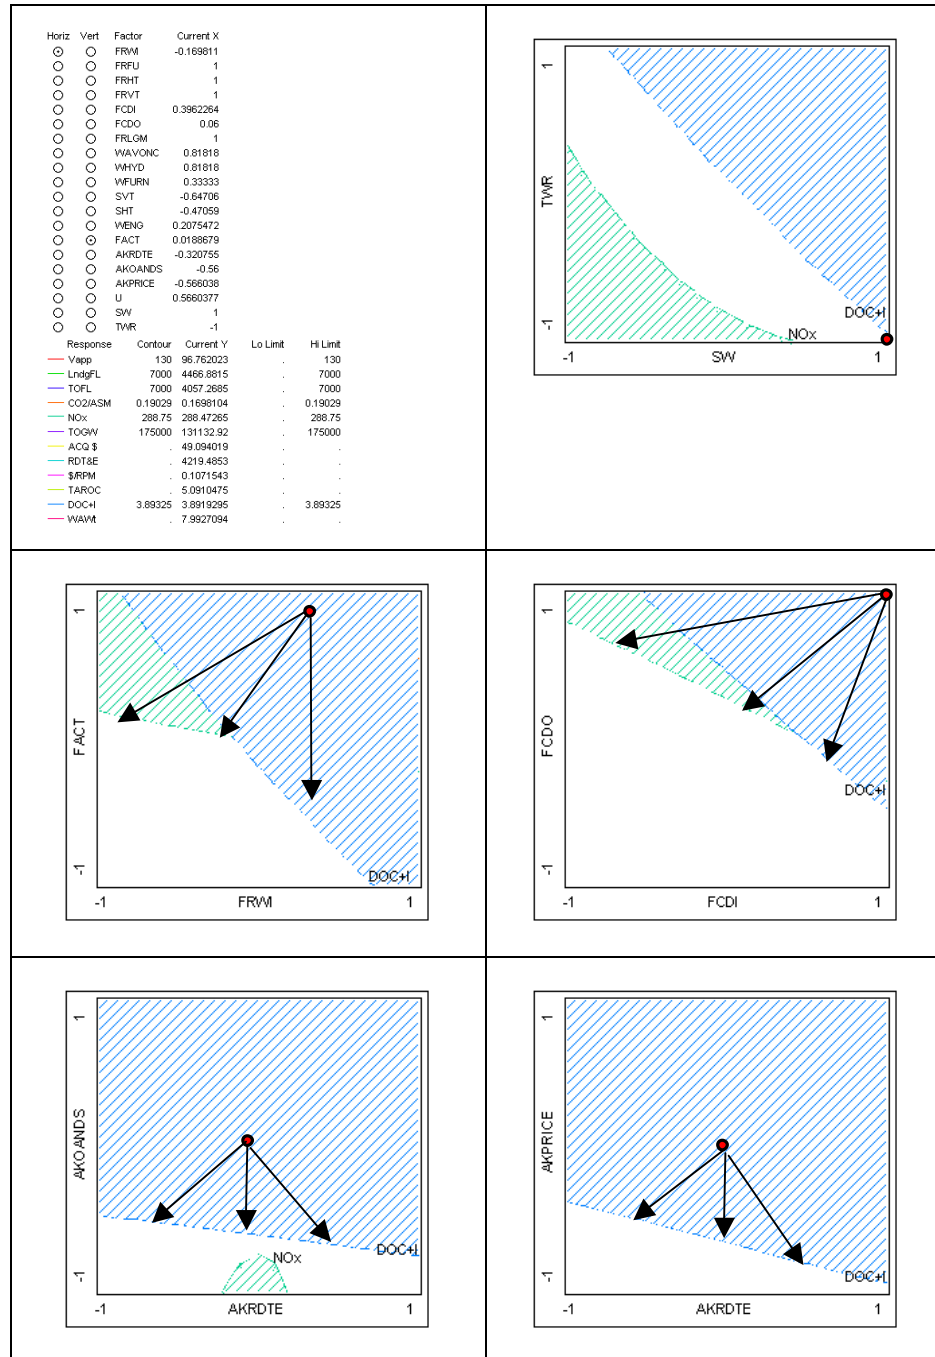 Horiz Vert Factor Current X
FRWI -0.169811
FRFU 1
FRHT 1
FRVT 1
FCDI 0.3962264
FCDO 0.06
FRLGM 1
WAVONC 0.81818
WHYD 0.81818
WFURN 0.33333
SVT -0.64706
SHT -0.47059
WENG 0.2075472
FACT 0.0188679
AKRDTE -0.320755
AKOANDS -0.56
AKPRICE -0.566038
U 0.5660377
SW 1
TWR -1
Response Contour Current Y Lo Limit Hi Limit
Vapp 130 96.762023 . 130
LndgFL 7000 4466.8815 . 7000
TOFL 7000 4057.2685 . 7000
CO2/ASM 0.19029 0.1698104 . 0.19029
NOx 288.75 288.47265 . 288.75
TOGW 175000 131132.92 . 175000
ACQ $ . 49.094019 . .
RDT&E . 4219.4853 . .
$/RPM . 0.1071543 . .
TAROC . 5.0910475 . .
DOC+I 3.89325 3.8919295 . 3.89325
WAWt . 7.9927094 . .
1
TWR
-1
DOC+I
NOx
-1 SW 1
1
FACT
-1
DOC+I
-1 FRWI 1
1
FCDO
-1
DOC+I
-1 FCDI 1
1
AKOANDS
-1
DOC+I
NOx
-1 AKRDTE 1
1
AKPRICE
-1
DOC+I
-1 AKRDTE 1